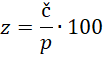 z = č/p · 100